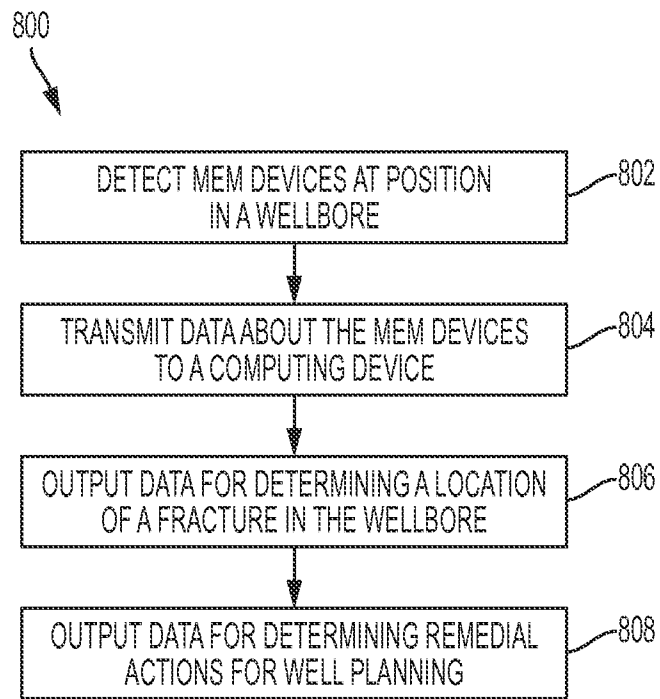 800
DETECT MEM DEVICES AT POSITION
IN A WELLBORE
802
TRANSMIT DATA ABOUT THE MEM DEVICES
TO A COMPUTING DEVICE
804
OUTPUT DATA FOR DETERMINING A LOCATION
OF A FRACTURE IN THE WELLBORE
806
OUTPUT DATA FOR DETERMINING REMEDIAL
ACTIONS FOR WELL PLANNING
808